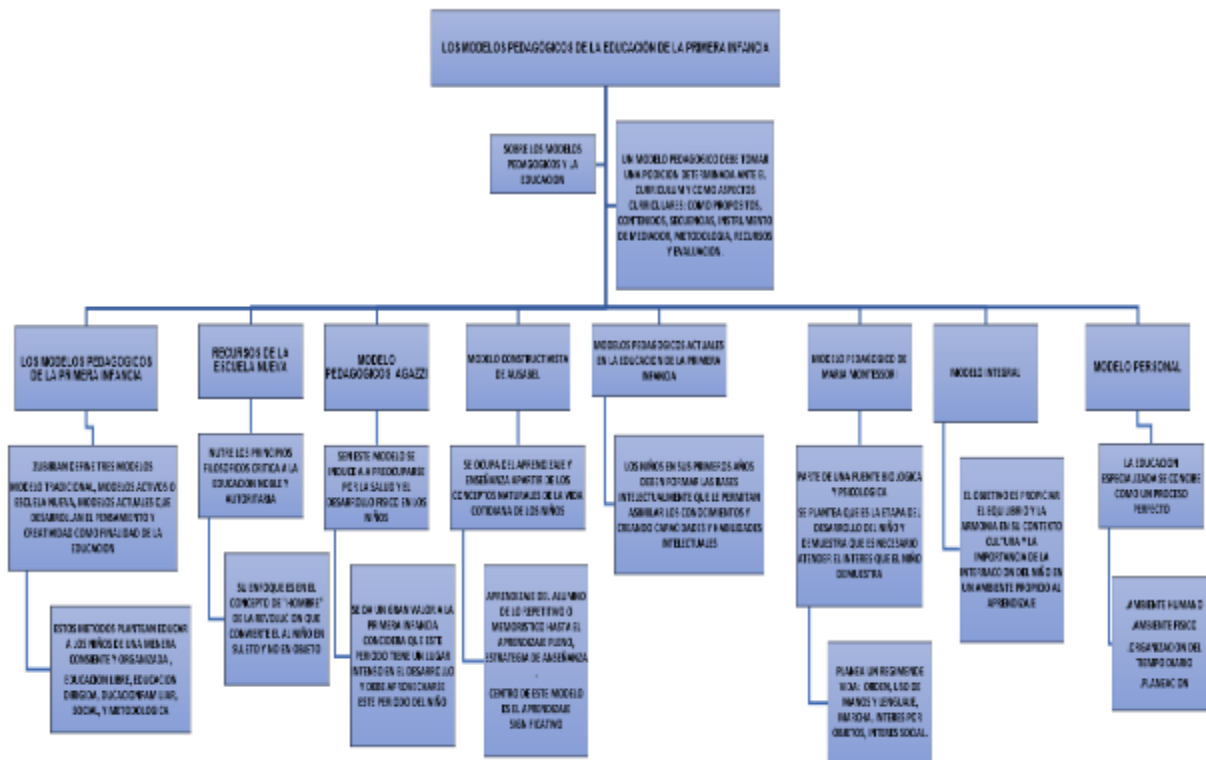 LOS MODELOS PEDAGÓGICOS DE LA EDUCACIÓN DE LA PRIMERA INFANCIA
SOBRE LOS MODELOS
PEDAGOGICOS Y LA
EDUCACION
UN MODELO PEDAGOGICO DEBE TOMAR
UNA PODICION DETERMINADA ANTE EL
CURRICULUM Y COMO ASPECTOS
CURRICULARES: COMO PROPOSITOS,
CONTENIDOS, SECUENCIAS, INSTRUMENTO
DE MEDIADOR, METODOLOGIA, RECURSOS
Y EVALUACION.
LOS MODELOS PEDAGOGICOS
DE LA PRIMERA INFANCIA
RECURSOS DE LA
ESCUELA NUEVA
MODELO
PEDAGOGICOS AGAZZI
MODELO CONSTRUCTIVISTA
DE AUSABEL
MODELOS PEDAGOGICOS ACTUALES
EN LA EDUCACION DE LA PRIMERA
INFANCIA
MODELO PEDAGOGICO DE
MARIA MONTESSORI
MODELO INTEGRAL
MODELO PERSONAL
ZUBIRIAN DEFINE TRES MODELOS
MODELO TRADICIONAL, MODELOS ACTIVOS O
ESCUELA NUEVA, MODELOS ACTUALES QUE
DESARROLLAN EL PENSAMIENTO Y
CREATIVIDAD COMO FINALIDAD DE LA
EDUCACION
NUTRE LOS PRINCIPIOS
FILOSOFICOS CRITICA A LA
EDUCACION NOBLE Y
AUTORITARIA
SEN ESTE MODELO SE
INDUCE A A PREOCUPARSE
POR LA SALUD Y EL
DESARROLLO FISICO EN LOS
NIÑOS
SE OCUPA DEL APRENDIZAJE Y
ENSEÑANZA APARTIR DE LOS
CONCEPTOS NATURALES DE LA VIDA
COTIDIANA DE LOS NIÑOS
LOS NIÑOS EN SUS PRIMEROS AÑOS
DEBEN FORMAR LAS BASES
INTELECTUALMENTE QUE LE PERMITAN
ASIMILAR LOS CONOCIMIENTOS Y
CREANDO CAPACIDADES Y HABILIDADES
INTELECTUALES
PARTE DE UNA FUENTE BIOLOGICA
Y PSICOLOGICA
SE PLANTEA QUE ES LA ETAPA DEL
DESARROLLO DEL NIÑO Y
DEMUESTRA QUE ES NECESARIO
ATENDER EL INTERES QUE EL NIÑO
DEMUESTRA
EL OBJETIVO ES PROPICIAR
EL EQUILIBRO Y LA
ARMONIA EN SU CONTEXTO
CULTURA Y LA
IMPORTANCIA DE LA
INTERRACCION DEL NIÑO EN
UN AMBIENTE PROPICIO AL
APRENDIZAJE
LA EDUCACION
ESPECIALIZADA SE CONCIBE
COMO UN PROCESO
PERFECTO
ESTOS METODOS PLANTEAN EDUCAR
A LOS NIÑOS DE UNA MENERA
CONSIENTE Y ORGANIZADA,
EDUCACION LIBRE, EDUCACION
DIRIGIDA,
SOCIAL, Y METODOLOGICA
SU ENFOQUE ES EN EL
CONCEPTO DE "HOMBRE"
DE LA REVOLUCION QUE
CONVIERTE EL AL NIÑO EN
SUJETO Y NO EN OBJETO
SE DA UN GRAN VALOR A LA
PRIMERA INFANCIA
CONCIDERA QUE ESTE
PERIODO TIENE UN LUGAR
INTENSO EN EL DESARROLLO
Y DEBE APROVECHARSE
ESTE PERIODO DEL NIÑO
APRENDIZAJE DEL ALUMNO
DE LO REPETITIVO O
MEMORISTICO HASTA EL
APRENDIZAJE PLENO,
ESTRATEGIA DE ANSEÑANZA
.
CENTRO DE ESTE MODELO
ES EL APRENDIZAJE
SIGNIFICATIVO
PLANEA UN REGIMENDE
VIDA: ORDEN, USO DE
MANOS Y LENGUAJE,
MARCHA, INTERES POR
OBJETOS, INTERES SOCIAL.
.AMBIENTE HUMANO
.AMBIENTE FISICO
.ORGANIZACION DEL
TIEMPO DIARIO
.PLANEACION